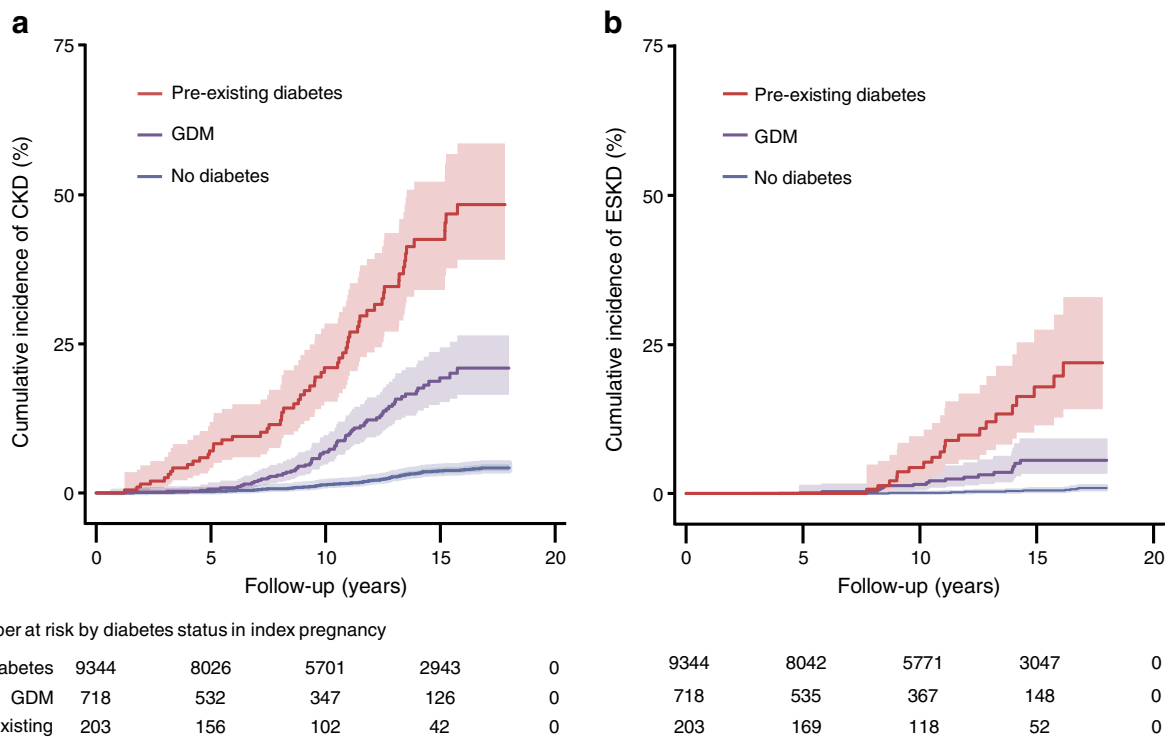 a
75
50
25
0
Cumulative incidence of CKD (%)
Pre-existing diabetes
GDM
No diabetes
0 5 10 15 20
Follow-up (years)
b
75
50
25
0
Cumulative incidence of ESKD (%)
Pre-existing diabetes
GDM
No diabetes
0 5 10 15 20
Follow-up (years)
at risk by diabetes status in index pregnancy
9344 8026 5701 2943 0
GDM 718 532 347 126 0
203 156 102 42 0
9344 8042 5771 3047 0
718 535 367 148 0
203 169 118 52 0